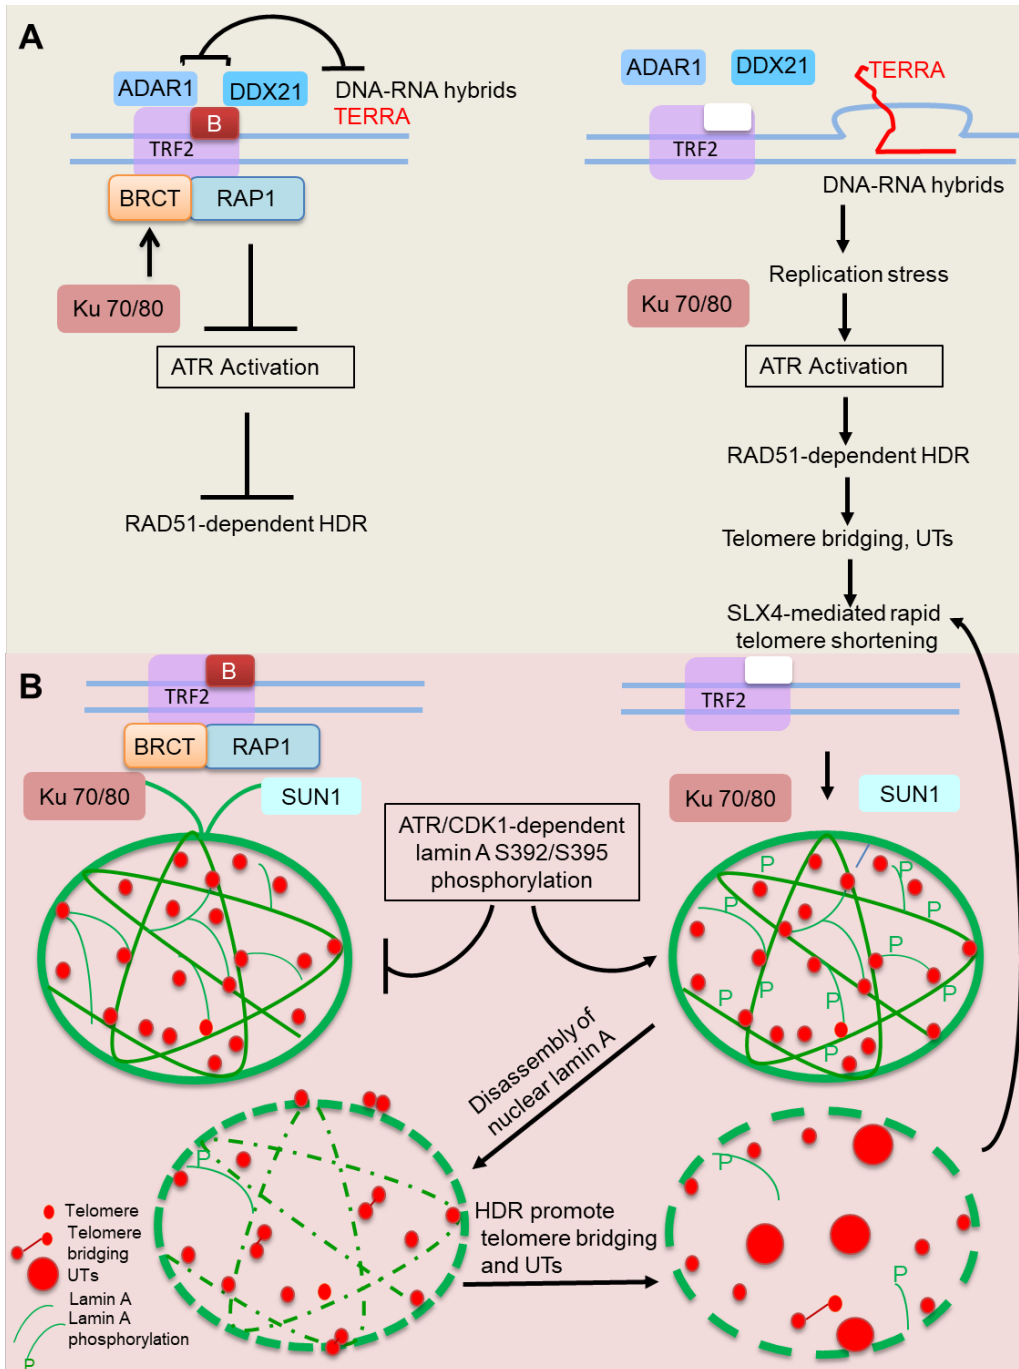 A
ADAR1
DDX21
DNA-RNA hybrids
TERRA
B
TRF2
BRCT
RAP1
Ku 70/80
ATR Activation
RAD51-dependent HDR
ADAR1
DDX21
TERRA
TRF2
DNA-RNA hybrids
Replication stress
Ku 70/80
ATR Activation
RAD51-dependent HDR
Telomere bridging, UTs
SLX4-mediated rapid
telomere shortening
B
B
TRF2
BRCT
RAP1
Ku 70/80
SUN1
TRF2
Ku 70/80
SUN1
ATR/CDK1-dependent
lamin A S392/S395
phosphorylation
P
P
P
P
P
P
P
P
P
P
Disassembly of
nuclear lamin A
P
HDR promote
telomere bridging
and UTs
P
P
Telomere
Telomere
bridging
UTs
Lamin A
Lamin A
phosphorylation
P